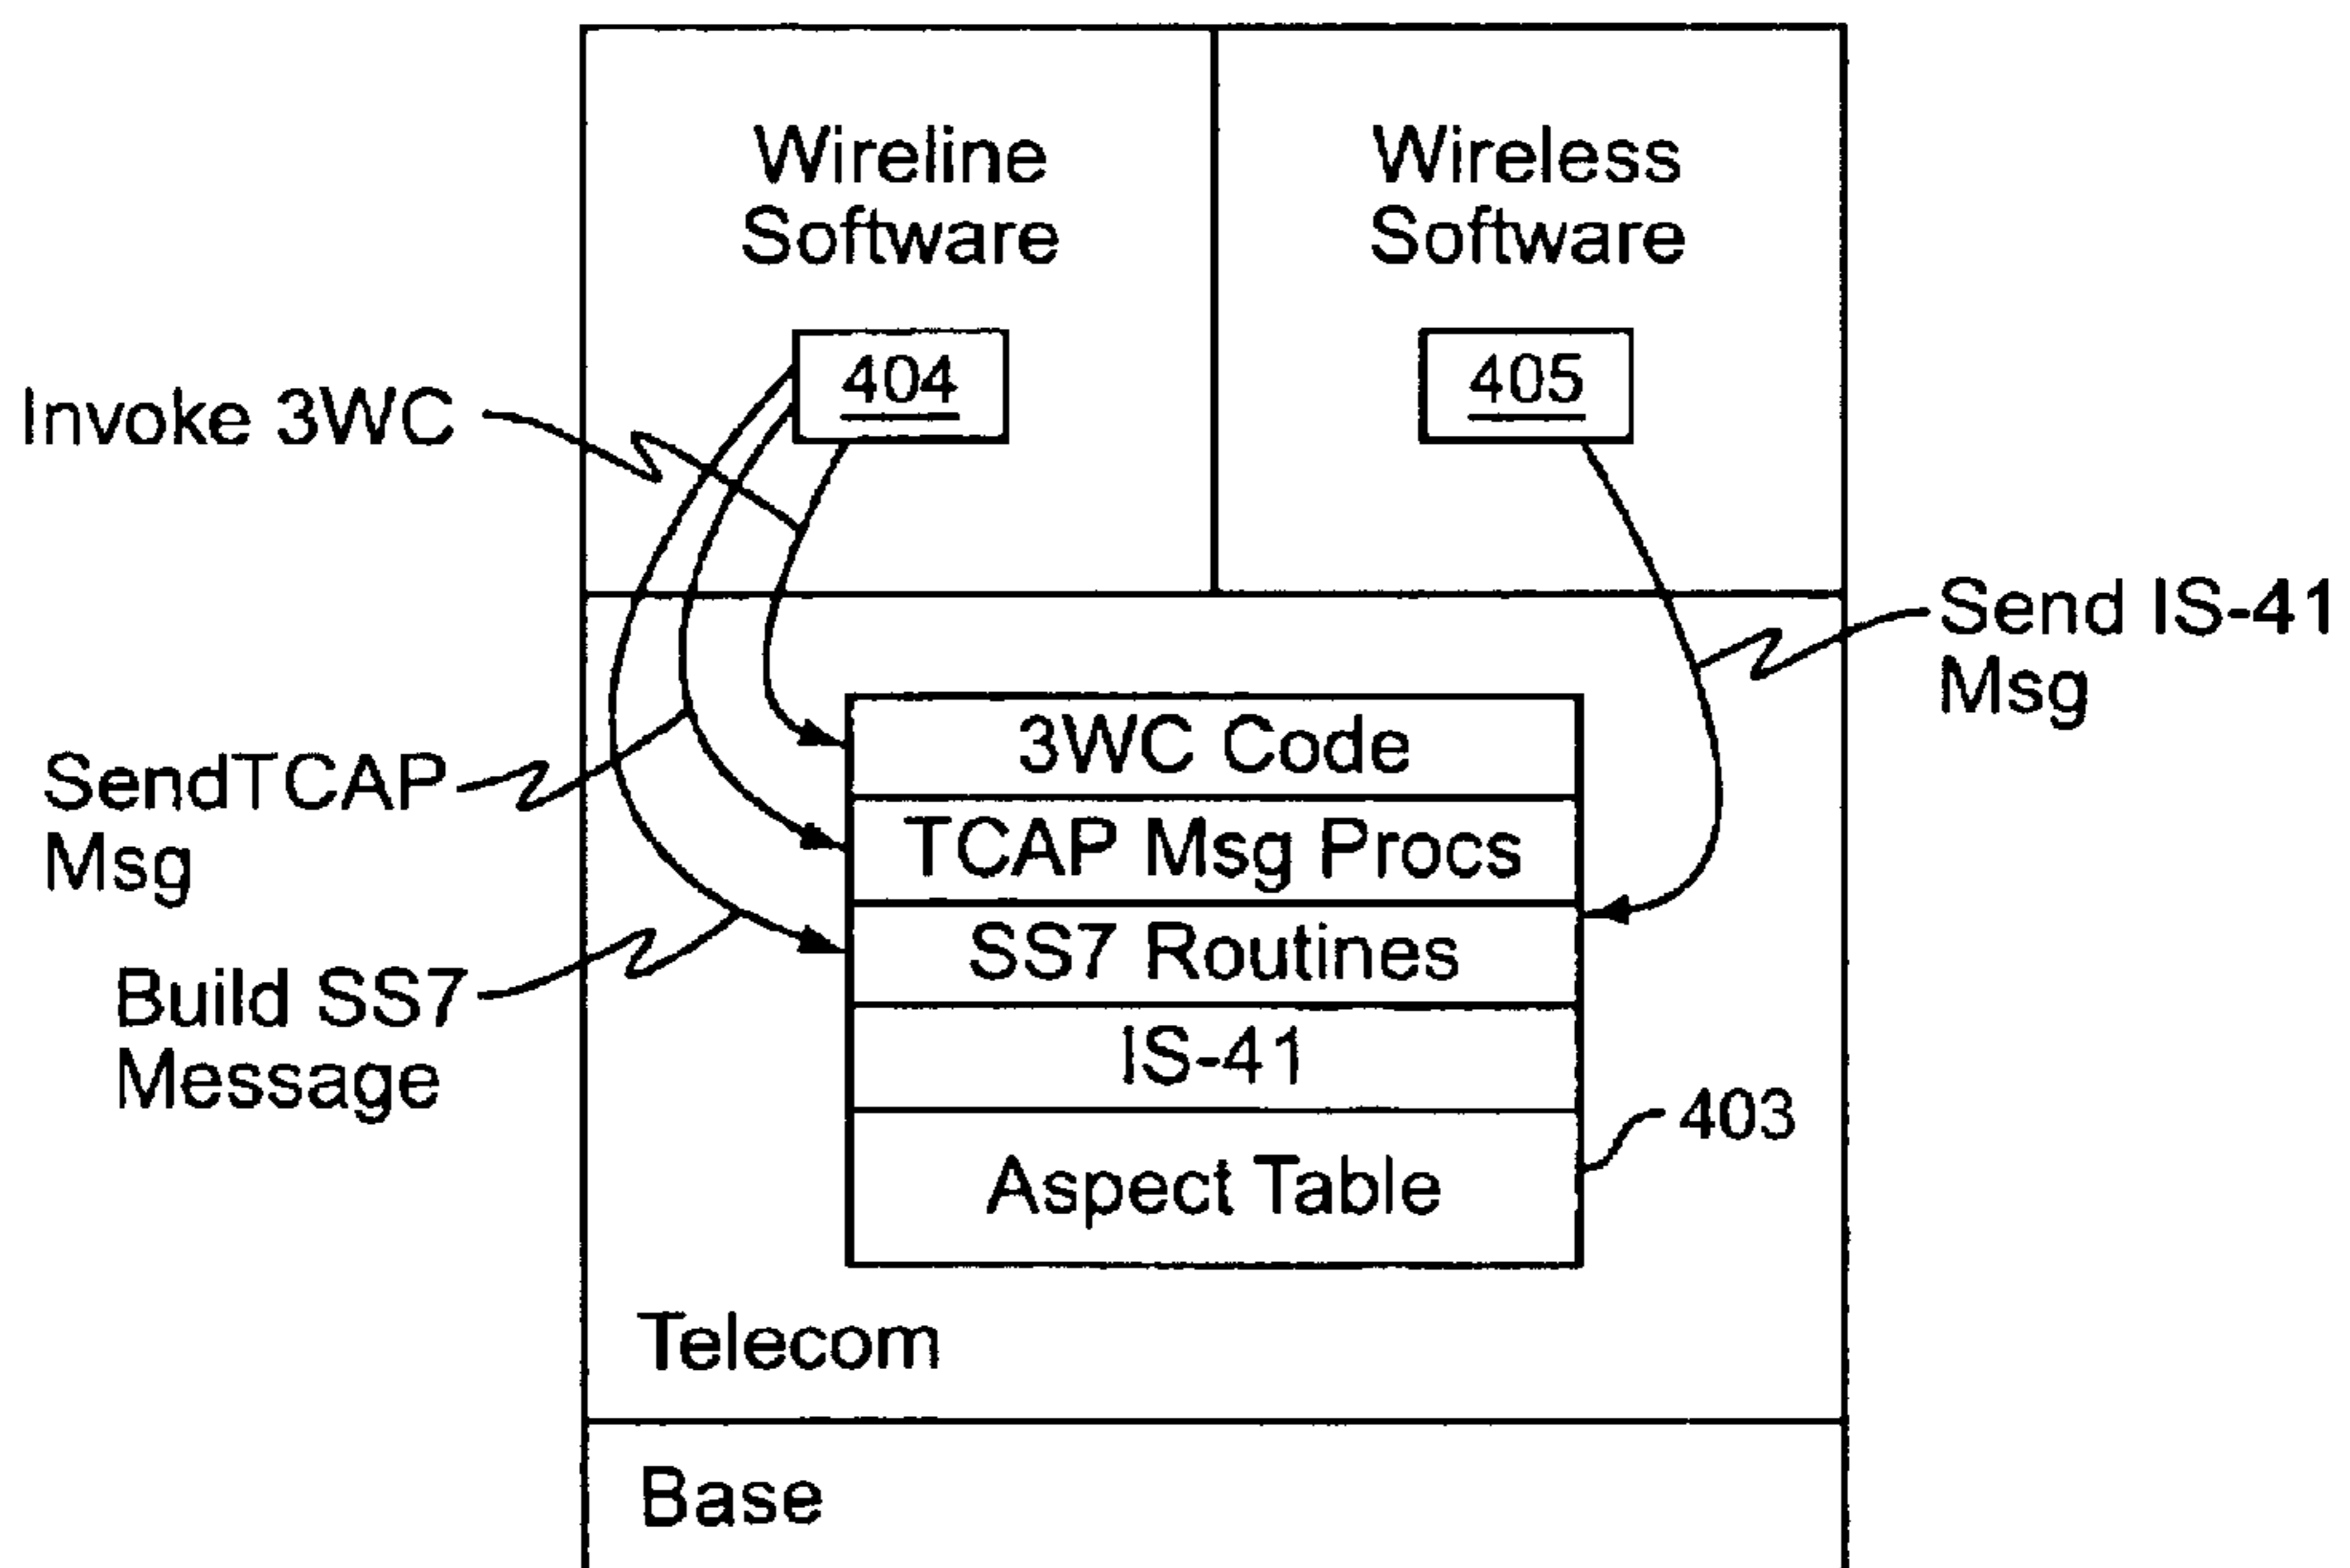 Wireline
Software
Wireless
Software
404
405
Invoke 3WC
Send IS-41
Msg
3WC Code
SendTCAP
Msg
TCAP Msg Procs
SS7 Routines
Build SS7
Message
IS-41
403
Aspect Table
Telecom
Base